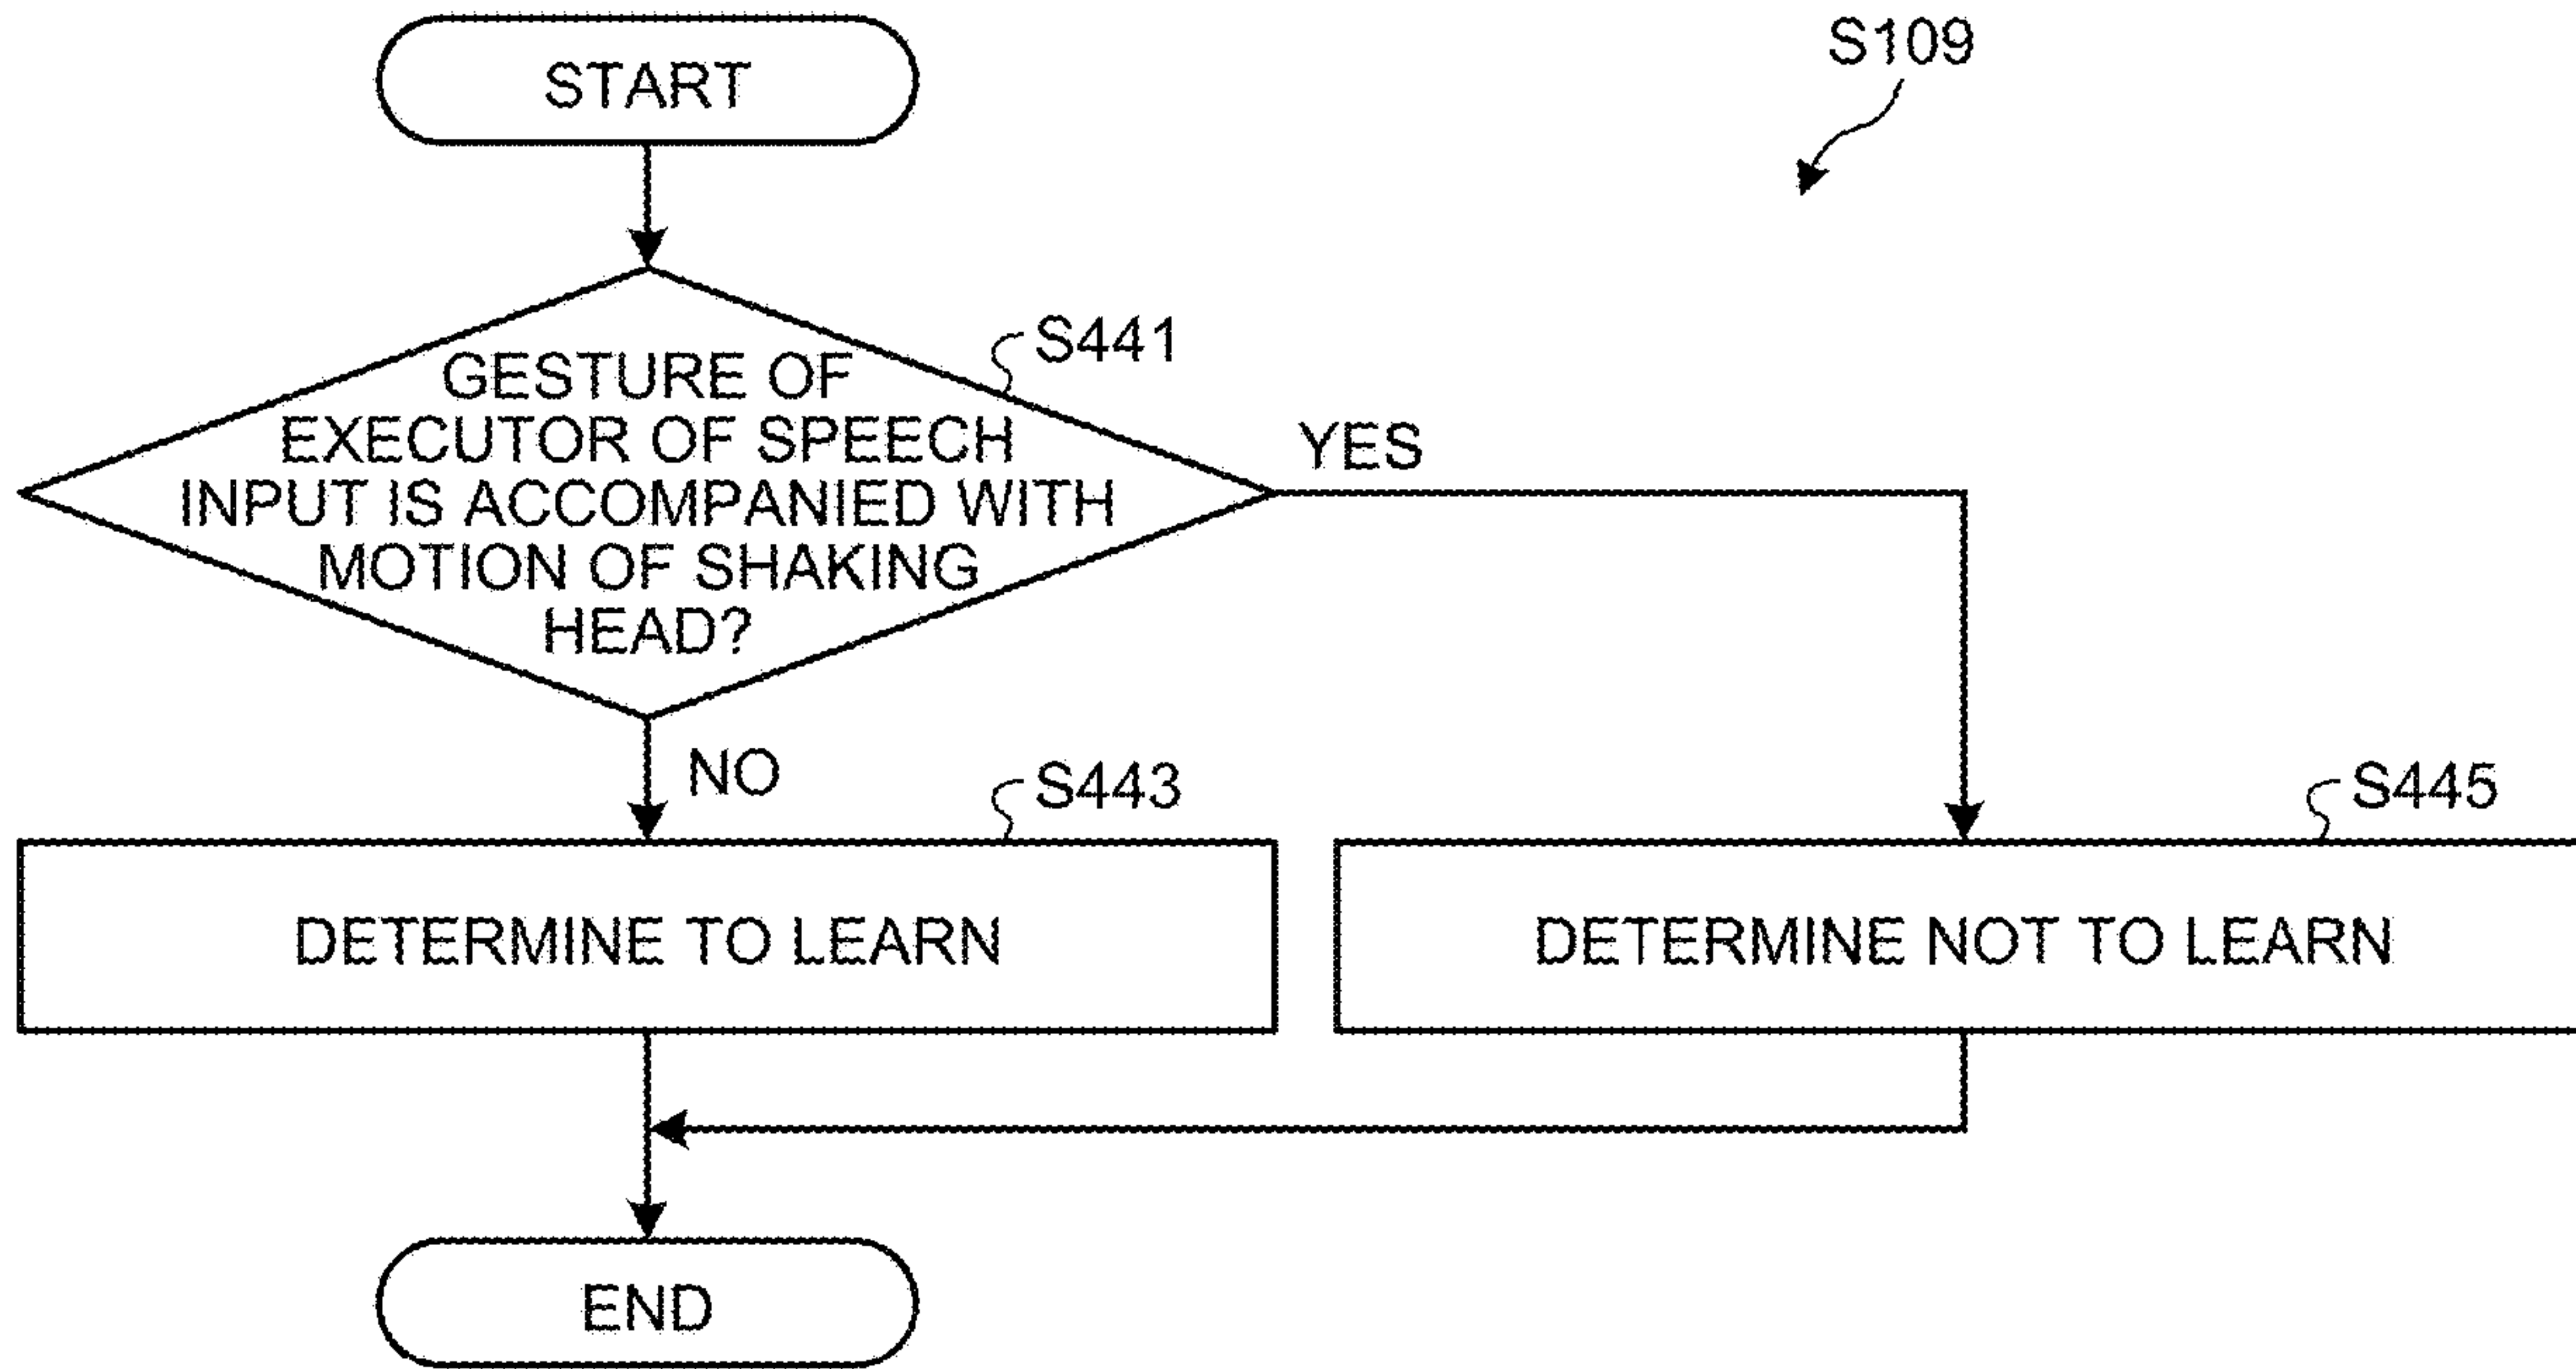 START
S109
S441
GESTURE OF
EXECUTOR OF SPEECH
INPUT IS ACCOMPANIED WITH
MOTION OF SHAKING
HEAD?
YES
NO
S443
S445
DETERMINE TO LEARN
DETERMINE NOT TO LEARN
END